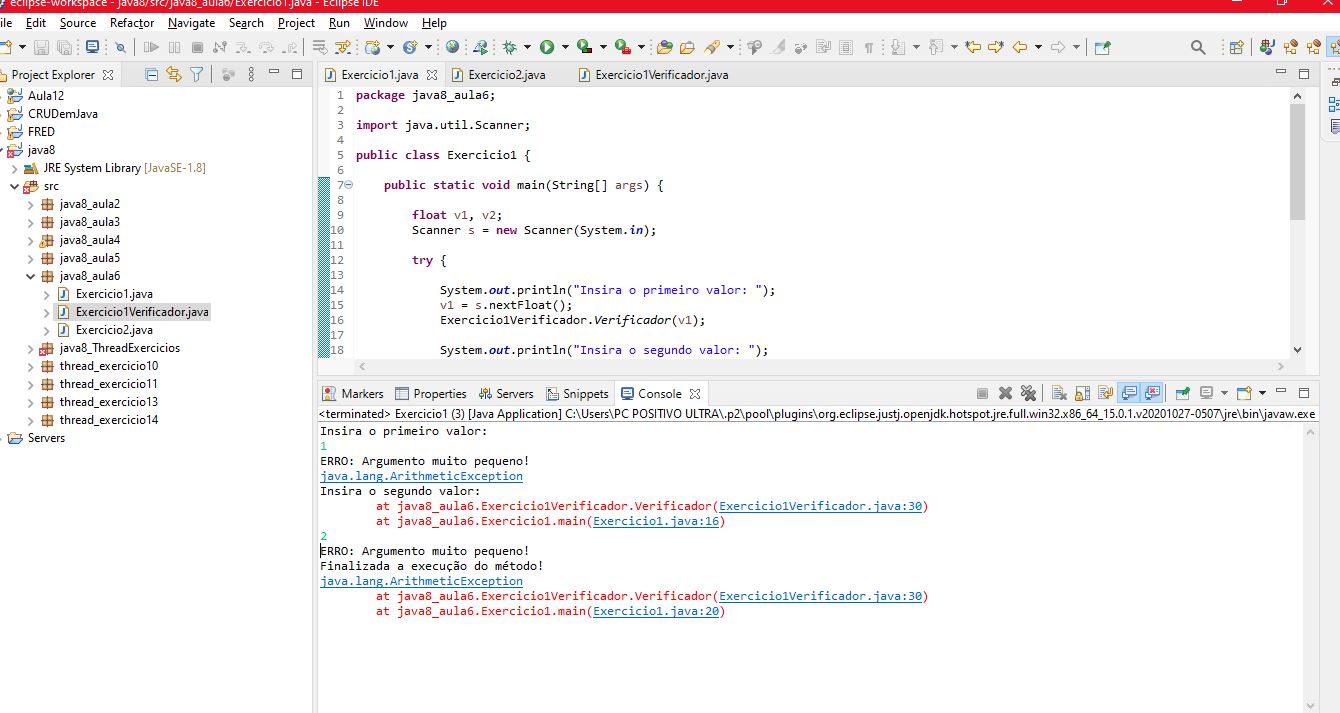 eclipse-workspace - java8/src/java8_aula6/Exercicio1.java - Eclipse IDE
ile Edit Source Refactor Navigate Search Project Run Window Help
Project Explorer
Aula12
CRUDemJava
FRED
java8
JRE System Library [JavaSE-1.8]
src
java8_aula2
java8_aula3
java8_aula4
java8_aula5
java8_aula6
Exercicio1.java
Exercicio1Verificador.java
Exercicio2.java
java8_ThreadExercicios
thread_exercicio10
thread_exercicio11
thread_exercicio13
thread_exercicio14
Servers
Exercicio1.java Exercicio2.java Exercicio1Verificador.java
1 package java8_aula6;
2
3 import java.util.Scanner;
4
5 public class Exercicio1 {
6
7 public static void main(String[] args) {
8
9 float v1, v2;
10 Scanner s = new Scanner(System.in);
11
12 try {
13
14 System.out.println("Insira o primeiro valor: ");
15 v1 = s.nextFloat();
16 Exercicio1Verificador.Verificador(v1);
17
18 System.out.println("Insira o segundo valor: ");
Markers Properties Servers Snippets Console
<terminated> Exercicio1 (3) [Java Application] C:\Users\PC POSITIVO ULTRA\.p2\pool\plugins\org.eclipse.justj.openjdk.hotspot.jre.full.win32.x86_64_15.0.1.v20201027-0507\jre\bin\javaw.exe
Insira o primeiro valor:
1
ERRO: Argumento muito pequeno!
java.lang.ArithmeticException
Insira o segundo valor:
at java8_aula6.Exercicio1Verificador.Verificador(Exercicio1Verificador.java:30)
at java8_aula6.Exercicio1.main(Exercicio1.java:16)
2
ERRO: Argumento muito pequeno!
Finalizada a execução do método!
java.lang.ArithmeticException
at java8_aula6.Exercicio1Verificador.Verificador(Exercicio1Verificador.java:30)
at java8_aula6.Exercicio1.main(Exercicio1.java:20)